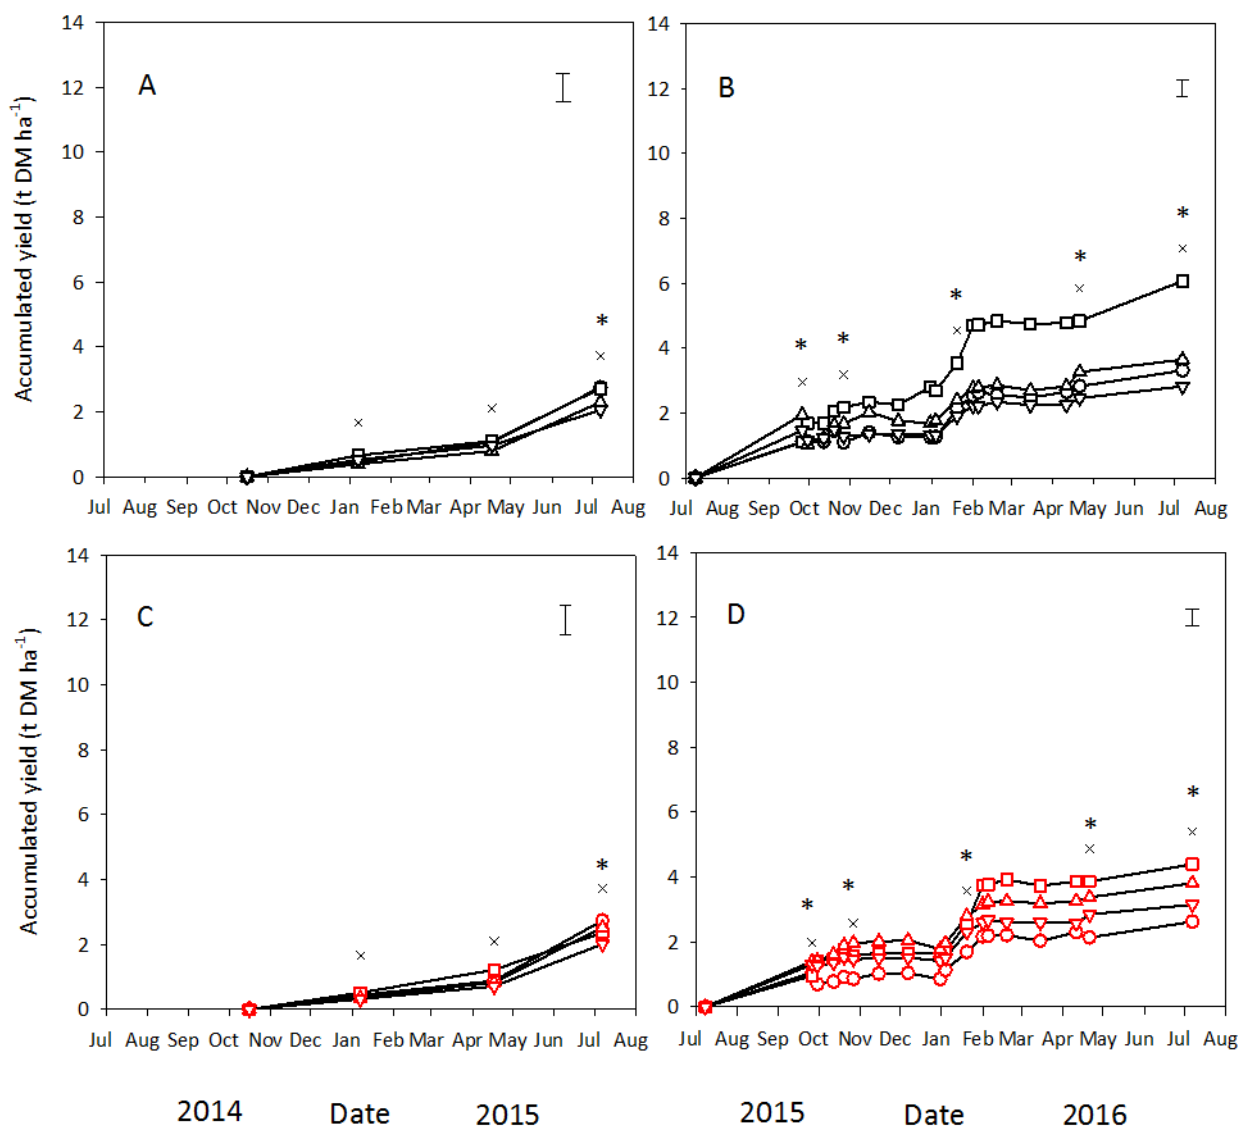 14
12
10
8
6
4
2
0
Accumulated yield (t DM ha⁻¹)
A
*
Jul Aug Sep Oct Nov Dec Jan Feb Mar Apr May Jun Jul Aug
14
12
10
8
6
4
2
0
B
* * * * *
Jul Aug Sep Oct Nov Dec Jan Feb Mar Apr May Jun Jul Aug
14
12
10
8
6
4
2
0
Accumulated yield (t DM ha⁻¹)
C
*
Jul Aug Sep Oct Nov Dec Jan Feb Mar Apr May Jun Jul Aug
14
12
10
8
6
4
2
0
D
* * * * *
Jul Aug Sep Oct Nov Dec Jan Feb Mar Apr May Jun Jul Aug
2014 Date 2015
2015 Date 2016